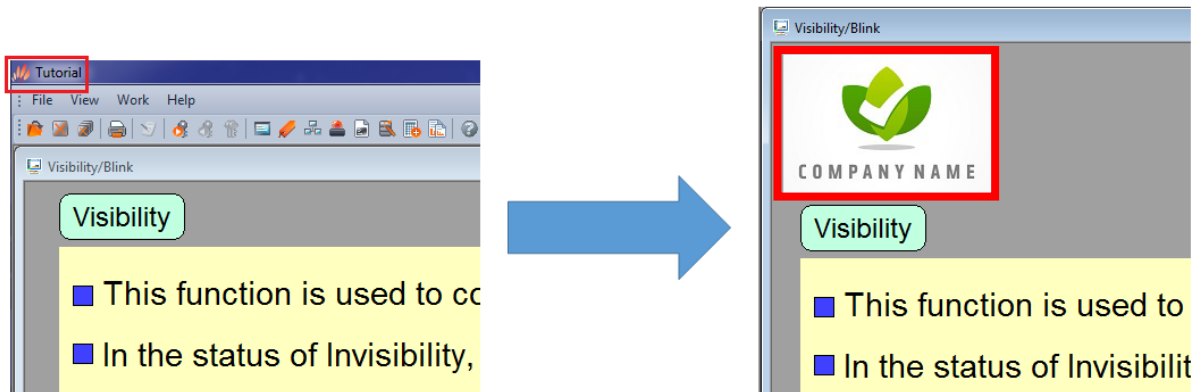 Tutorial
File View Work Help
Visibility/Blink
Visibility
This function is used to co
In the status of Invisibility,
Visibility/Blink
COMPANY NAME
Visibility
This function is used to
In the status of Invisibilit